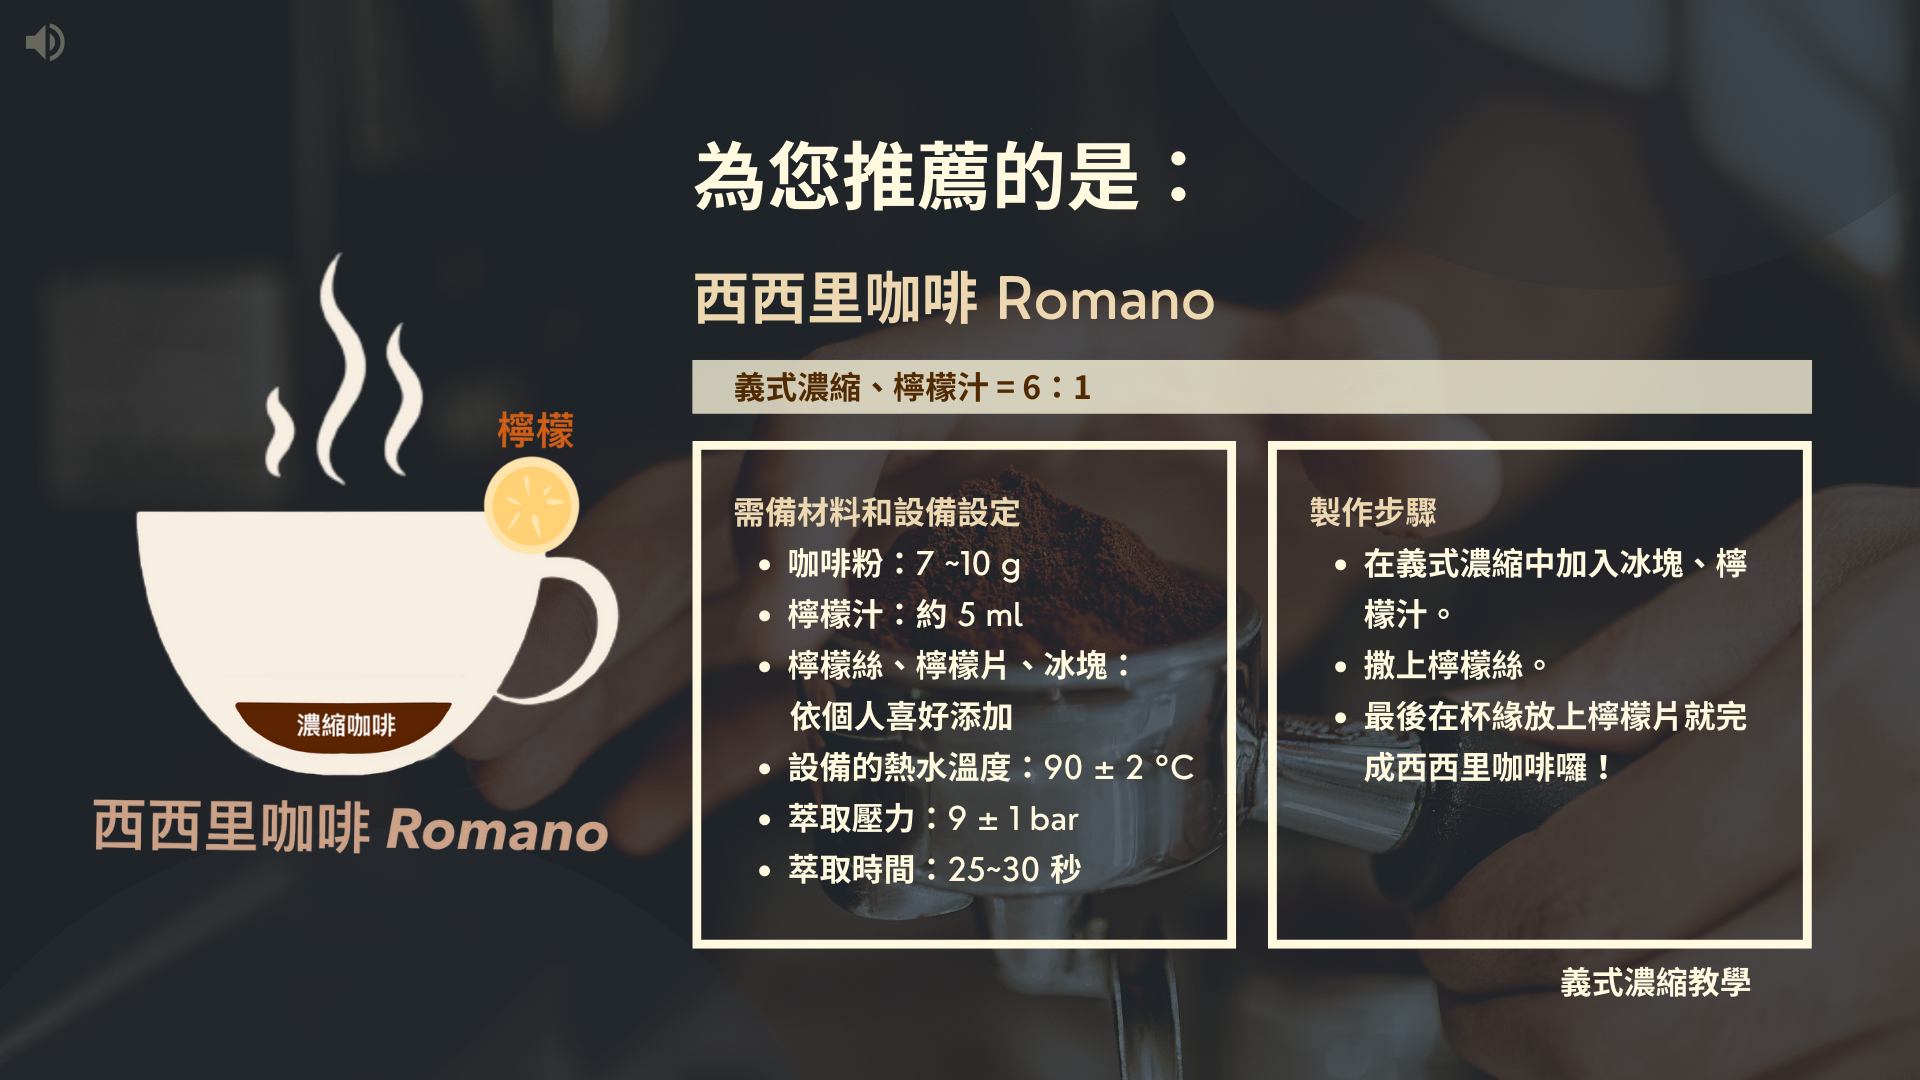 為您推薦的是：
西西里咖啡 Romano
義式濃縮、檸檬汁 = 6：1
檸檬
濃縮咖啡
西西里咖啡 Romano
需備材料和設備設定
• 咖啡粉：7 ~10 g
• 檸檬汁：約 5 ml
• 檸檬絲、檸檬片、冰塊：
依個人喜好添加
• 設備的熱水溫度：90 ± 2 °C
• 萃取壓力：9 ± 1 bar
• 萃取時間：25~30 秒
製作步驟
• 在義式濃縮中加入冰塊、檸
檬汁。
• 撒上檸檬絲。
• 最後在杯緣放上檸檬片就完
成西西里咖啡囉！
義式濃縮教學